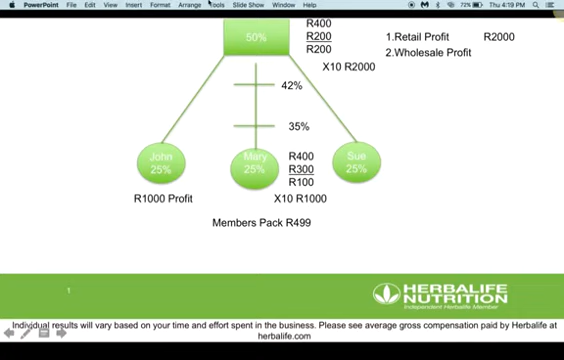 PowerPoint File Edit View Insert Format Arrange Tools Slide Show Window Help 72% Thu 4:19 PM
50%
R400
R200
R200
X10 R2000
1.Retail Profit R2000
2.Wholesale Profit
42%
35%
John
25%
Mary
25%
Sue
25%
R400
R300
R100
R1000 Profit
X10 R1000
Members Pack R499
1
HERBALIFE
NUTRITION
Independent Herbalife Member
Individual results will vary based on your time and effort spent in the business. Please see average gross compensation paid by Herbalife at
herbalife.com